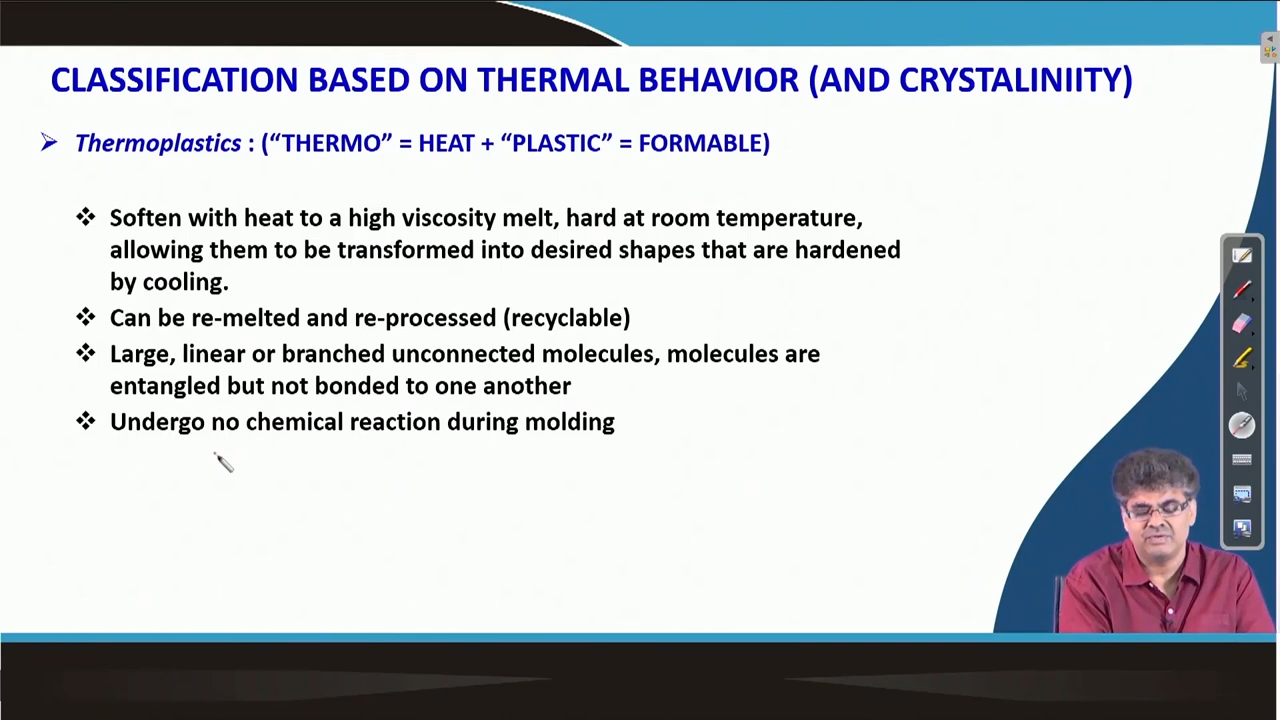 CLASSIFICATION BASED ON THERMAL BEHAVIOR (AND CRYSTALINIITY)
Thermoplastics : (“THERMO” = HEAT + “PLASTIC” = FORMABLE)
Soften with heat to a high viscosity melt, hard at room temperature,
allowing them to be transformed into desired shapes that are hardened
by cooling.
Can be re-melted and re-processed (recyclable)
Large, linear or branched unconnected molecules, molecules are
entangled but not bonded to one another
Undergo no chemical reaction during molding